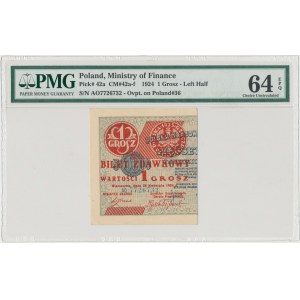 PMG
PAPER MONEY GUARANTY
Poland, Ministry of Finance
Pick# 42a CM#42a-f 1924 1 Grosz - Left Half
S/N AO7726732 - Ovpt. on Poland#36
64 EPQ
Choice Uncirculated
1
GROSZ
BILET ZDAWKOWY
WARTOŚCI 1 GROSZ